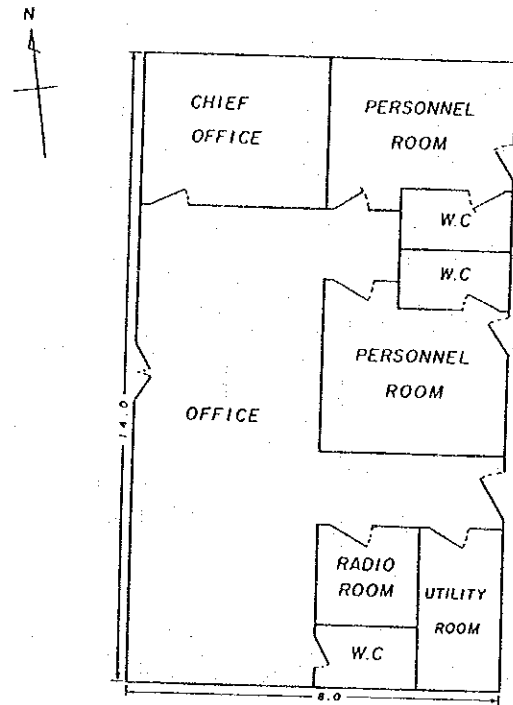 N
CHIEF
OFFICE
PERSONNEL
ROOM
W.C
W.C
PERSONNEL
ROOM
OFFICE
14.0
RADIO
ROOM
UTILITY
ROOM
W.C
8.0